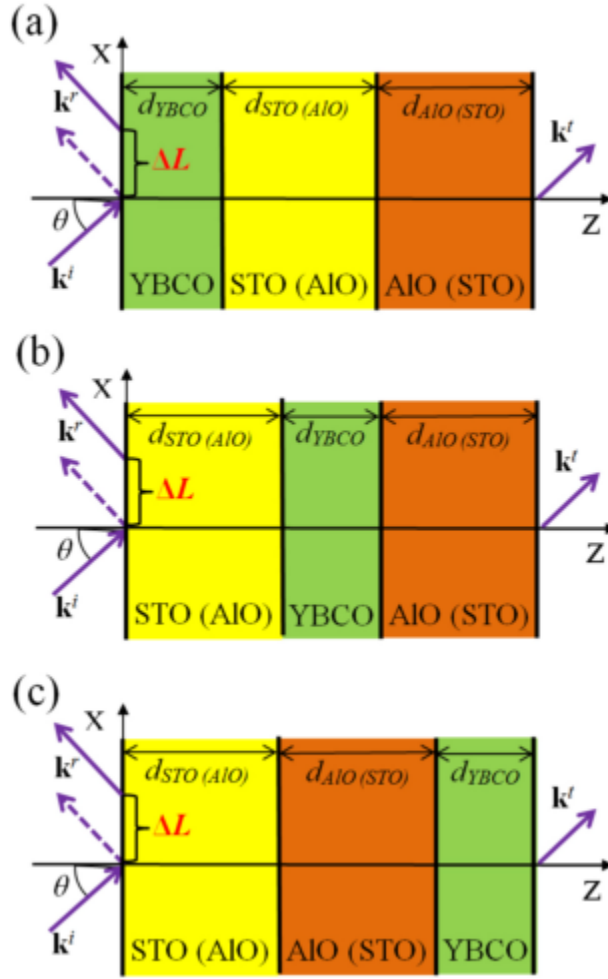 (a)
X
d_YBCO d_STO (AlO) d_AlO (STO)
k^r
k^t
ΔL
θ
Z
k^i
YBCO STO (AlO) AlO (STO)
(b)
X
d_STO (AlO) d_YBCO d_AlO (STO)
k^r
k^t
ΔL
θ
Z
k^i
STO (AlO) YBCO AlO (STO)
(c)
X
d_STO (AlO) d_AlO (STO) d_YBCO
k^r
k^t
ΔL
θ
Z
k^i
STO (AlO) AlO (STO) YBCO